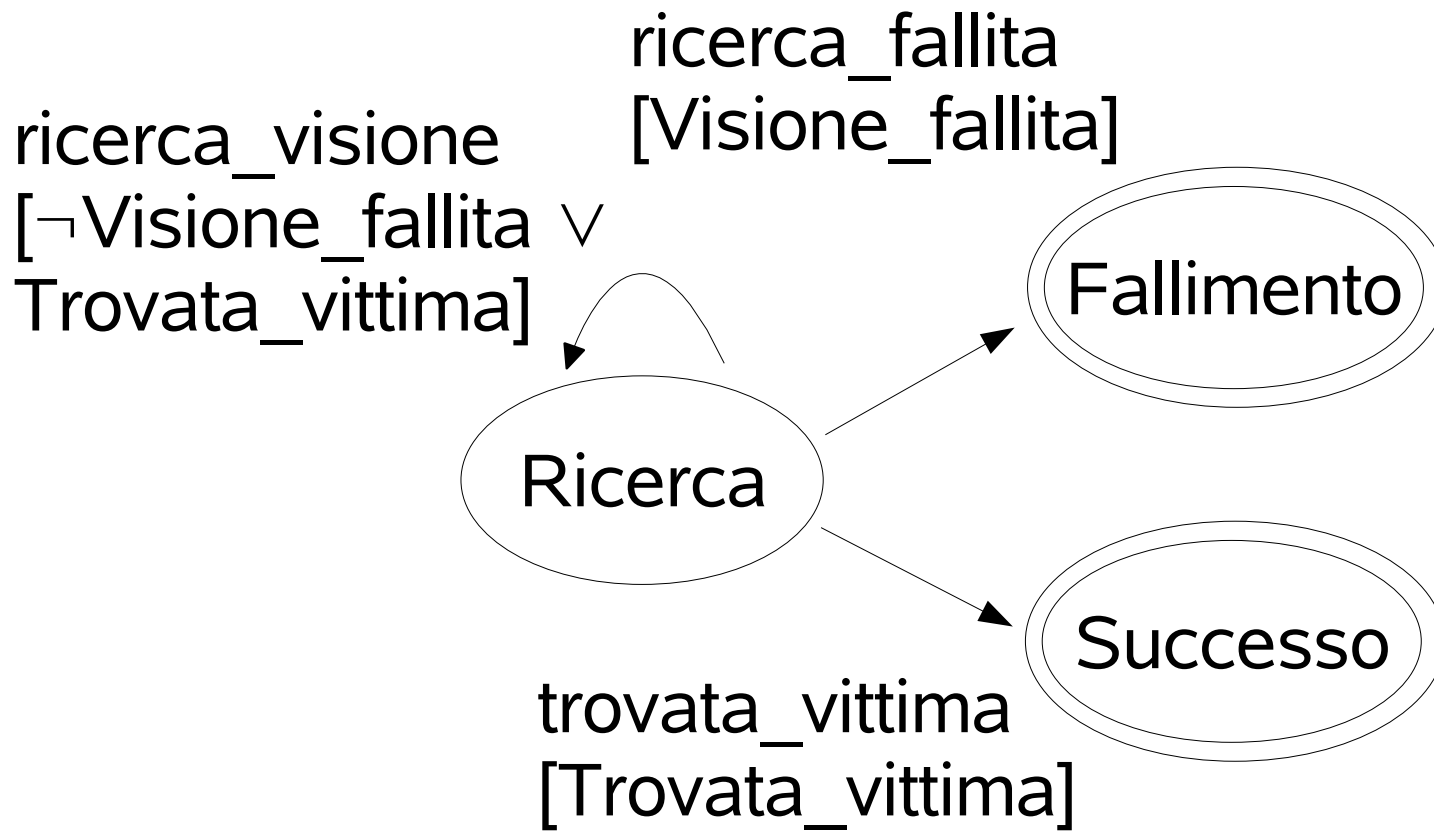 ricerca_fallita
[Visione_fallita]
ricerca_visione
[¬Visione_fallita ∨
Trovata_vittima]
Fallimento
Ricerca
Successo
trovata_vittima
[Trovata_vittima]